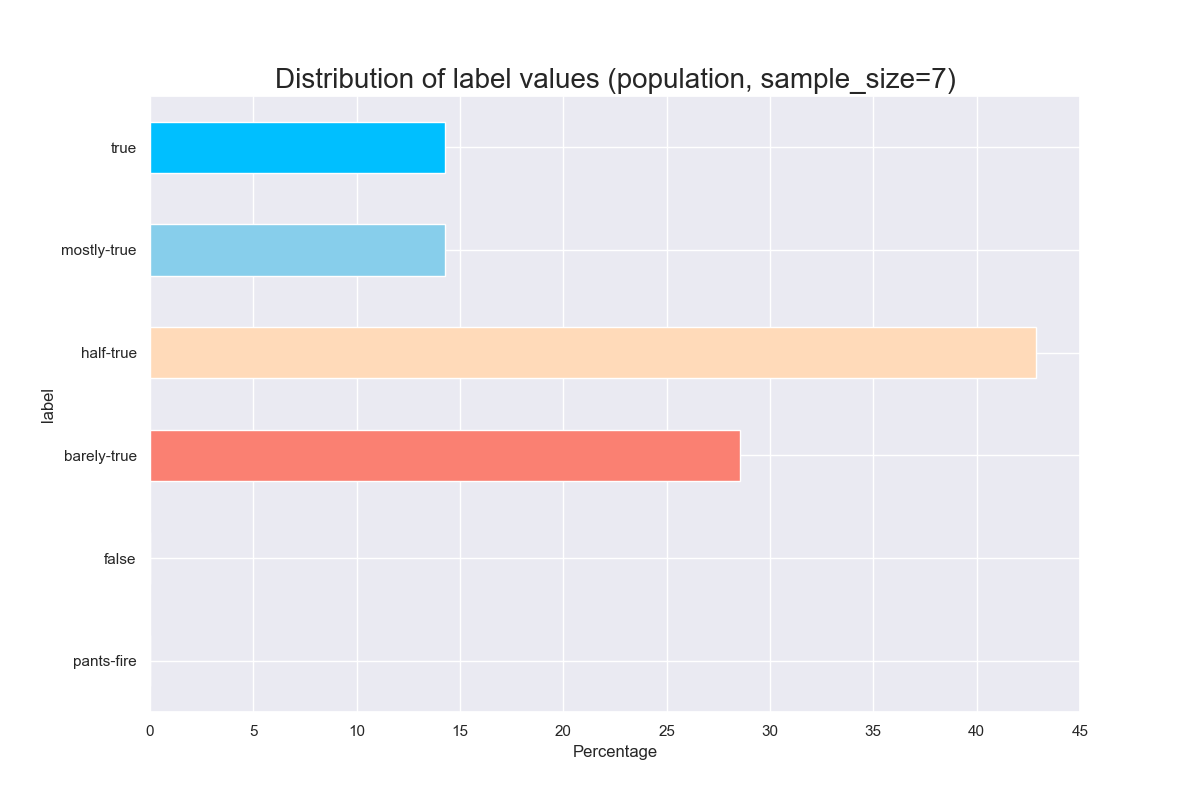 Distribution of label values (population, sample_size=7)
true
mostly-true
half-true
barely-true
false
pants-fire
label
0 5 10 15 20 25 30 35 40 45
Percentage